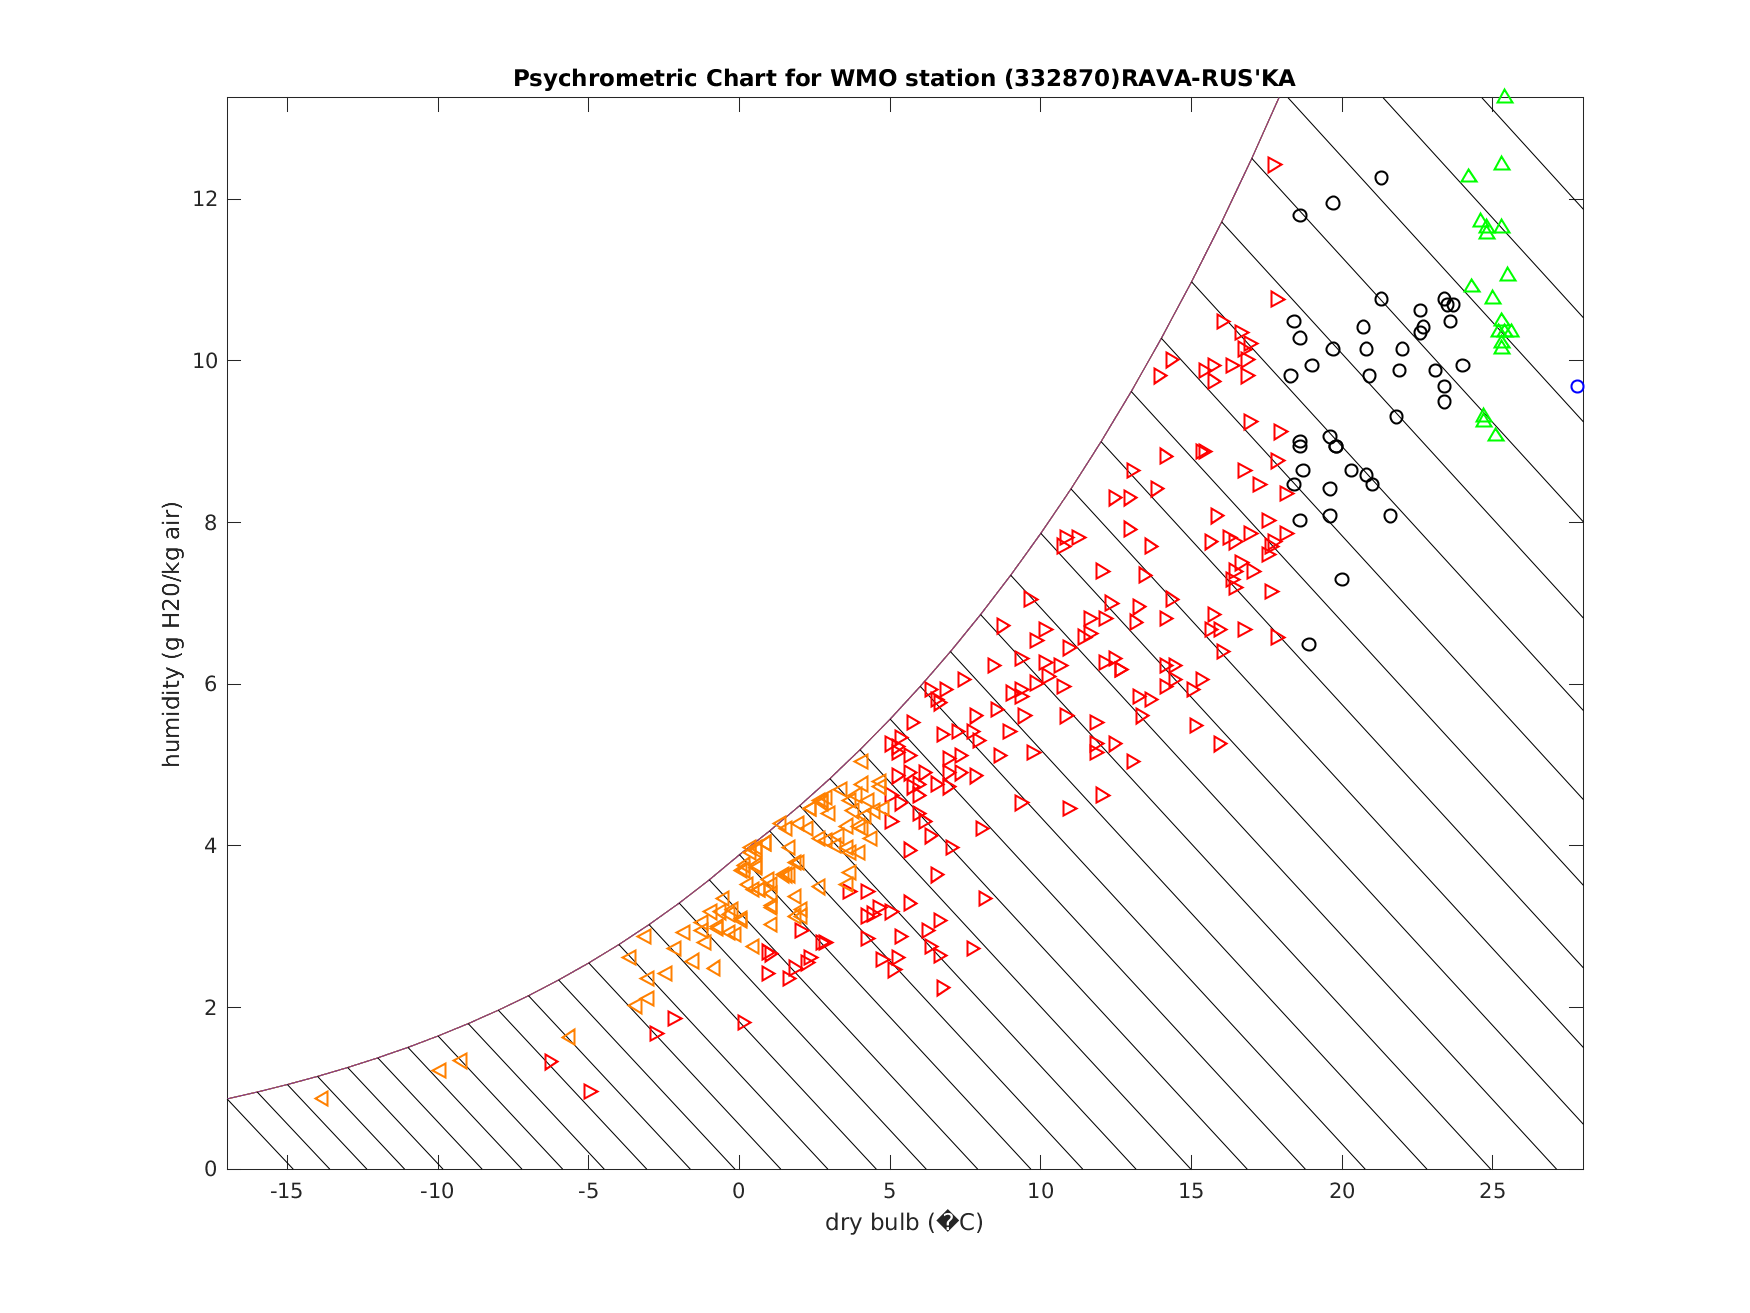 Psychrometric Chart for WMO station (332870)RAVA-RUS'KA
humidity (g H20/kg air)
12
10
8
6
4
2
0
-15 -10 -5 0 5 10 15 20 25
dry bulb (�C)